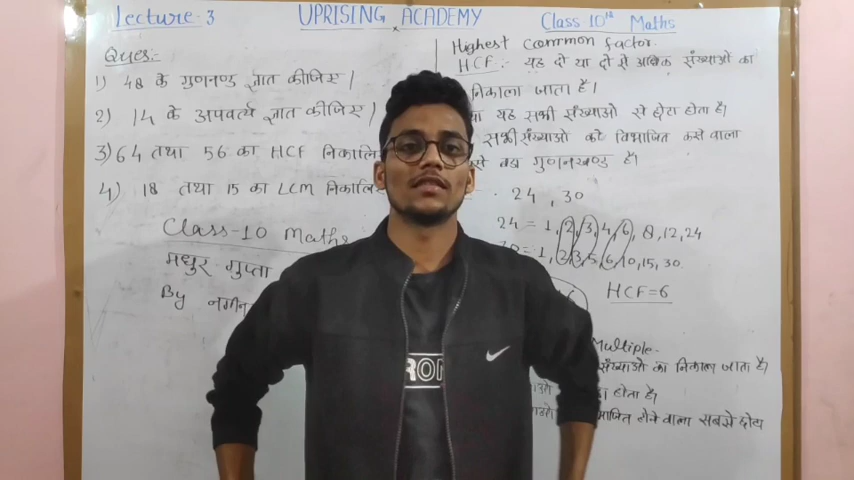 Lecture-3
UPRISING ACADEMY
Class 10th Maths
Ques:-
1) 48 के गुणनखण्ड ज्ञात कीजिए।
2) 14 के अपवर्त्य ज्ञात कीजिए।
3) 64 तथा 56 का HCF
4) 18 तथा 15 का LCM
Class-10 Maths
मधुर गुप्ता
By
Highest common factor.
HCF:- यह दो या दो से अधिक संख्याओ का
निकाला जाता है।
यह सभी संख्याओ से छोटा होता है।
सभी संख्याओ को विभाजित करने वाला
गुणनखण्ड है।
24, 30
24 = 1, 2, 3, 4, 6, 8, 12, 24
= 1, 2, 3, 5, 6, 10, 15, 30.
HCF=6
Multiple.
संख्याओ का निकाला जाता है।
होता है।
होने वाला सबसे छोटा
RON